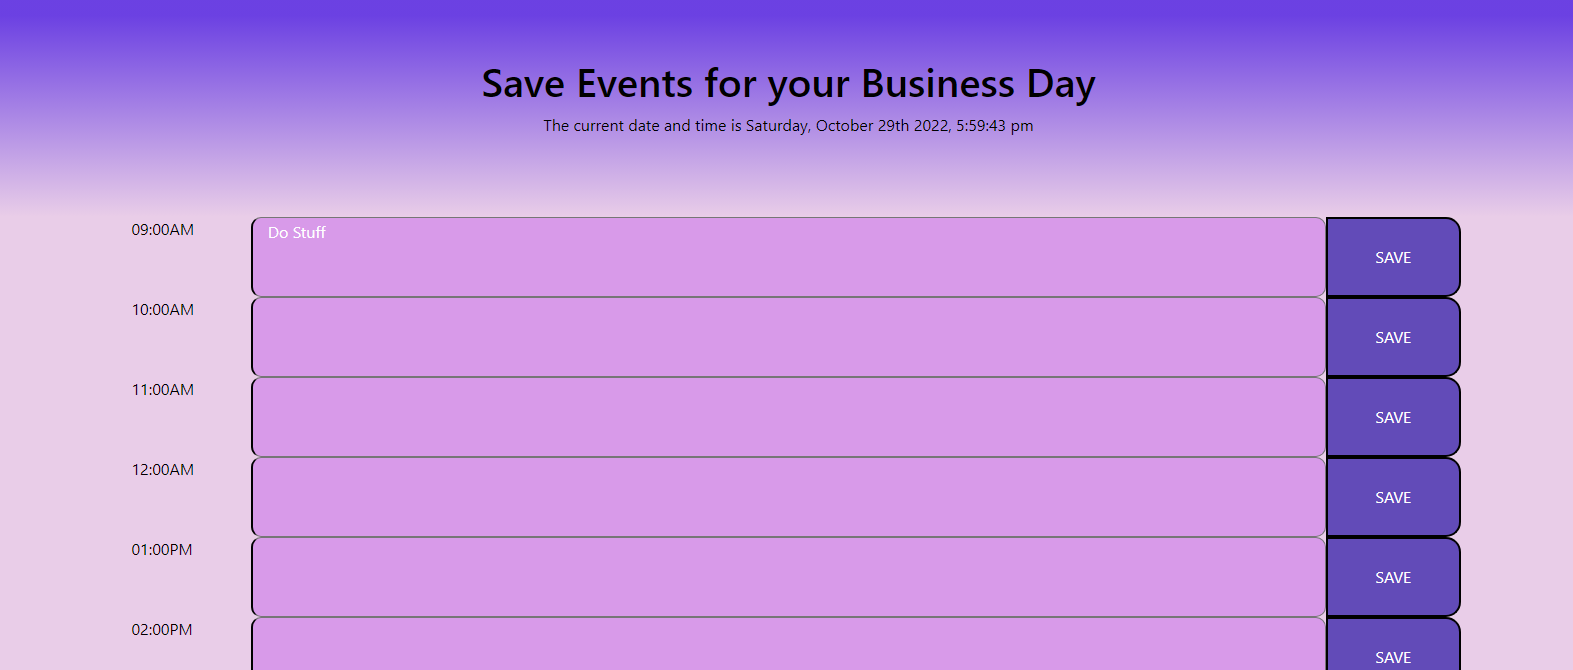 Save Events for your Business Day
The current date and time is Saturday, October 29th 2022, 5:59:43 pm
09:00AM Do Stuff SAVE
10:00AM SAVE
11:00AM SAVE
12:00AM SAVE
01:00PM SAVE
02:00PM SAVE